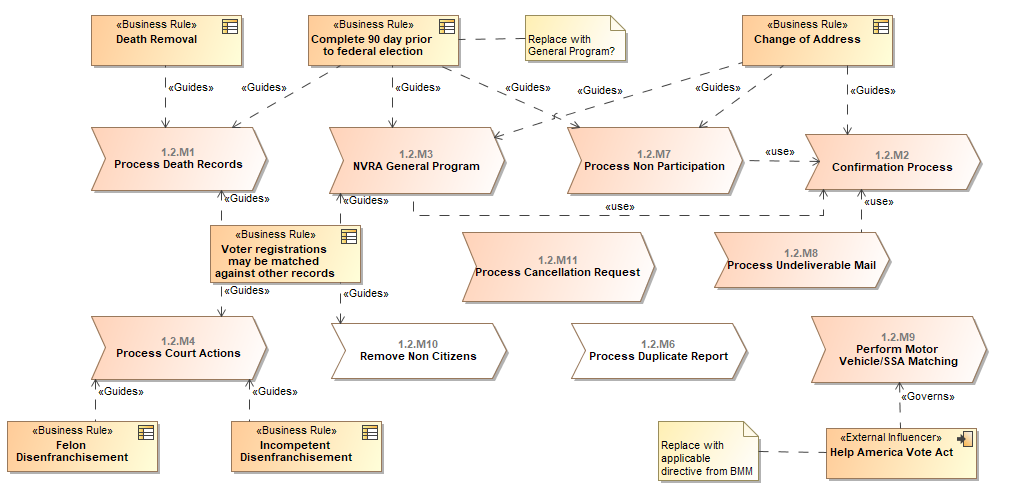 «Business Rule»
Death Removal
«Business Rule»
Complete 90 day prior
to federal election
Replace with
General Program?
«Business Rule»
Change of Address
«Guides»
«Guides»
«Guides»
«Guides»
«Guides»
«Guides»
«Guides»
1.2.M1
Process Death Records
1.2.M3
NVRA General Program
1.2.M7
Process Non Participation
«use»
1.2.M2
Confirmation Process
«Guides»
«Guides»
«use»
«use»
«Business Rule»
Voter registrations
may be matched
against other records
1.2.M11
Process Cancellation Request
1.2.M8
Process Undeliverable Mail
«Guides»
«Guides»
1.2.M4
Process Court Actions
1.2.M10
Remove Non Citizens
1.2.M6
Process Duplicate Report
1.2.M9
Perform Motor
Vehicle/SSA Matching
«Guides»
«Guides»
«Governs»
«Business Rule»
Felon
Disenfranchisement
«Business Rule»
Incompetent
Disenfranchisement
Replace with
applicable
directive from BMM
«External Influencer»
Help America Vote Act